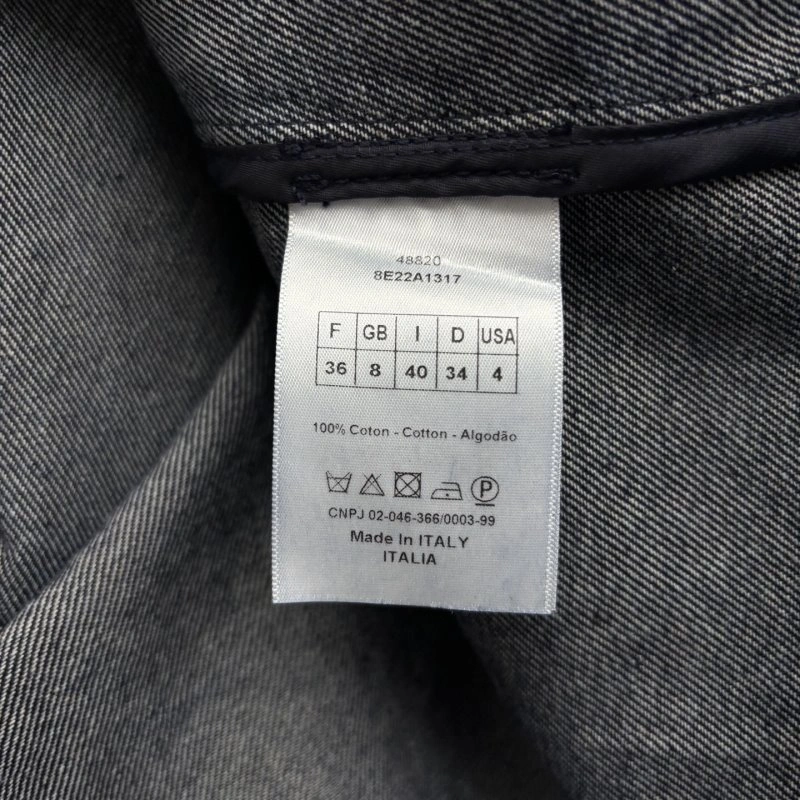 48820
8E22A1317
F GB I D USA
36 8 40 34 4
100% Coton - Cotton - Algodão
P
CNPJ 02-046-366/0003-99
Made In ITALY
ITALIA